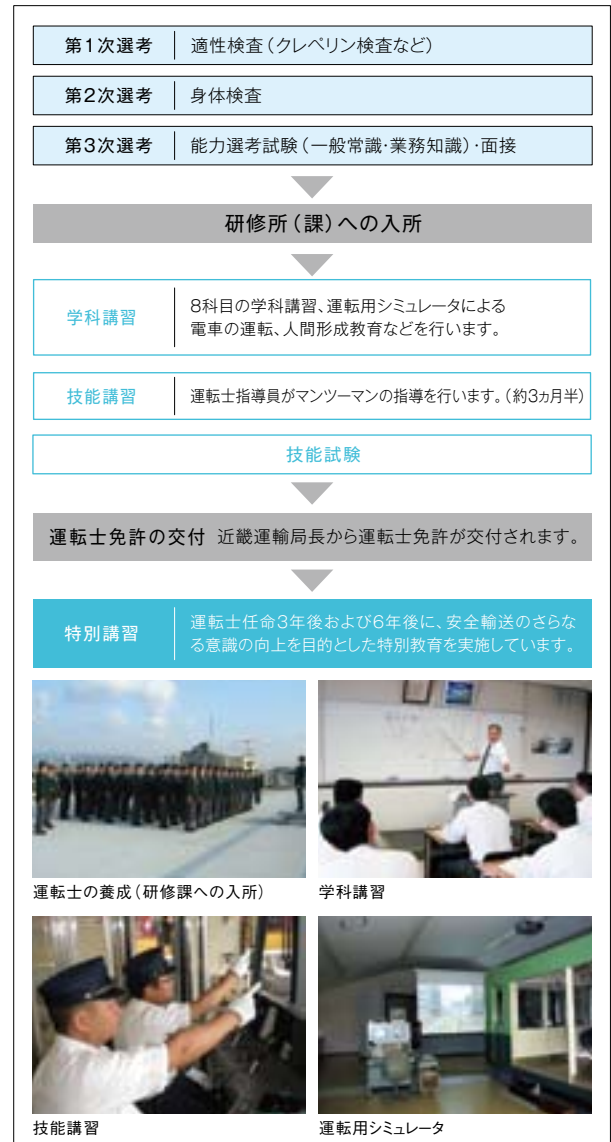 第1次選考 適性検査（クレペリン検査など）
第2次選考 身体検査
第3次選考 能力選考試験（一般常識・業務知識）・面接
研修所（課）への入所
学科講習 8科目の学科講習、運転用シミュレータによる
電車の運転、人間形成教育などを行います。
技能講習 運転士指導員がマンツーマンの指導を行います。（約3ヵ月半）
技能試験
運転士免許の交付 近畿運輸局長から運転士免許が交付されます。
特別講習 運転士任命3年後および6年後に、安全輸送のさらな
る意識の向上を目的とした特別教育を実施しています。
運転士の養成（研修課への入所）
学科講習
技能講習
運転用シミュレータ